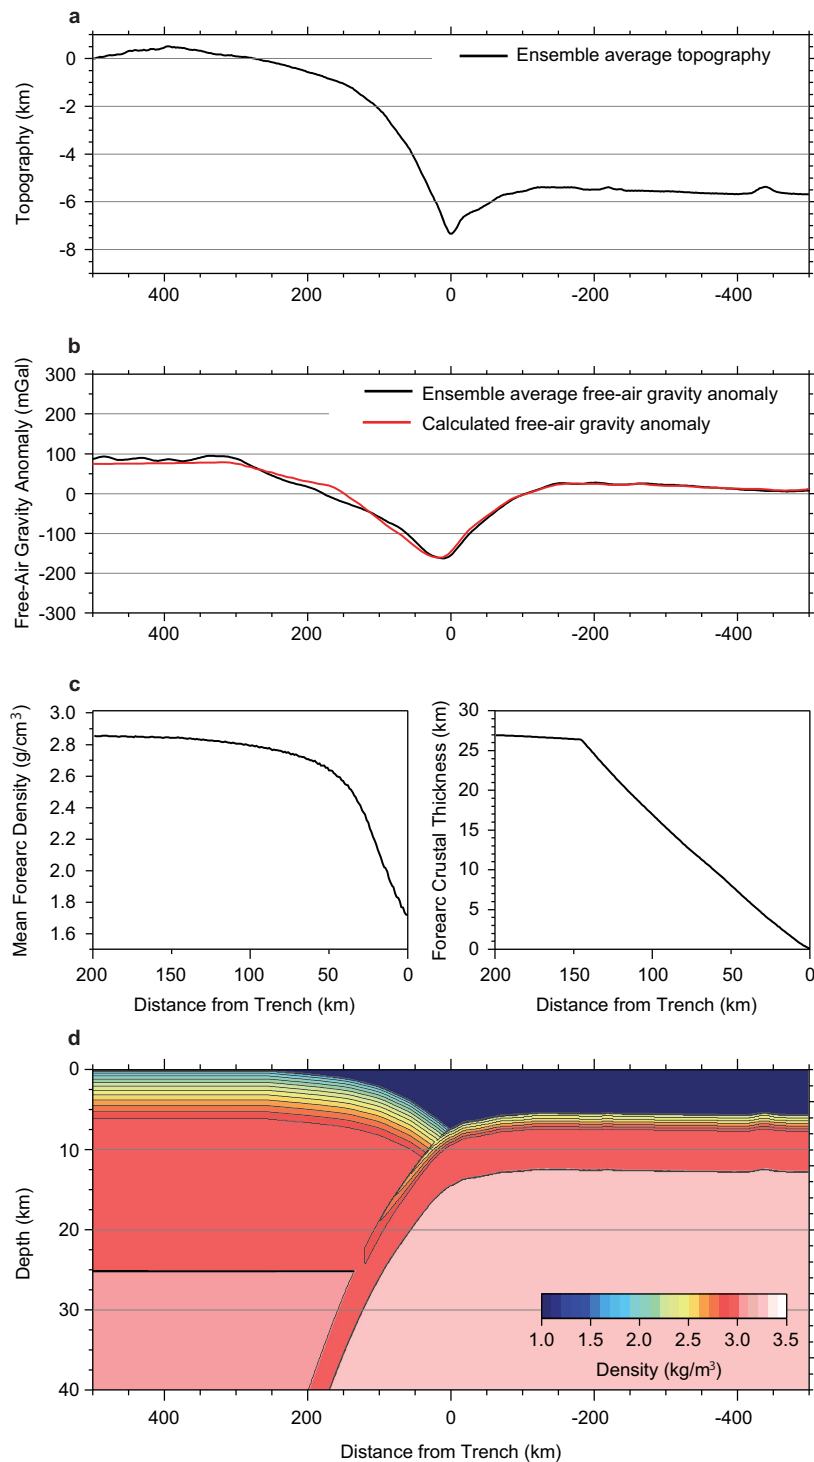 a
Topography (km)
0
-2
-4
-6
-8
Ensemble average topography
400 200 0 -200 -400
b
Free-Air Gravity Anomaly (mGal)
300
200
100
0
-100
-200
-300
Ensemble average free-air gravity anomaly
Calculated free-air gravity anomaly
400 200 0 -200 -400
c
Mean Forearc Density (g/cm³)
3.0
2.8
2.6
2.4
2.2
2.0
1.8
1.6
200 150 100 50 0
Distance from Trench (km)
Forearc Crustal Thickness (km)
30
25
20
15
10
5
0
200 150 100 50 0
Distance from Trench (km)
d
Depth (km)
0
10
20
30
40
1.0 1.5 2.0 2.5 3.0 3.5
Density (kg/m³)
400 200 0 -200 -400
Distance from Trench (km)